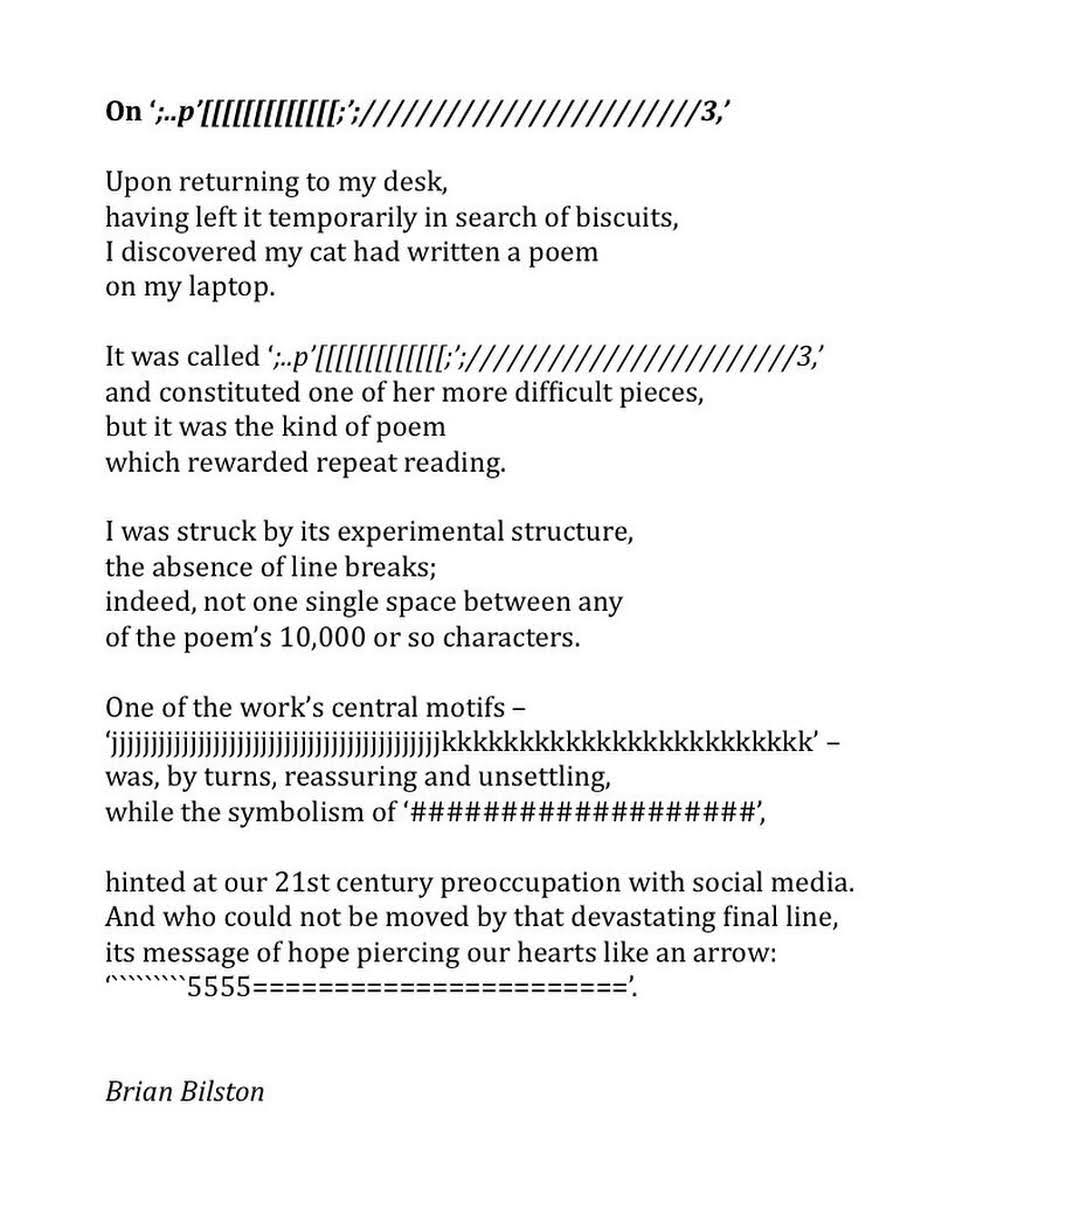 On ‘;..p’[[[[[[[[[[[[[;’;////////////////////////3,’
Upon returning to my desk,
having left it temporarily in search of biscuits,
I discovered my cat had written a poem
on my laptop.
It was called ‘;..p’[[[[[[[[[[[[[;’;////////////////////////3,’
and constituted one of her more difficult pieces,
but it was the kind of poem
which rewarded repeat reading.
I was struck by its experimental structure,
the absence of line breaks;
indeed, not one single space between any
of the poem’s 10,000 or so characters.
One of the work’s central motifs –
‘jjjjjjjjjjjjjjjjjjjjjjjjjjjjjjjjjjjjjjjjjjkkkkkkkkkkkkkkkkkkkkkkkk’ –
was, by turns, reassuring and unsettling,
while the symbolism of ‘###################’,
hinted at our 21st century preoccupation with social media.
And who could not be moved by that devastating final line,
its message of hope piercing our hearts like an arrow:
‘`````````5555=======================’.
Brian Bilston